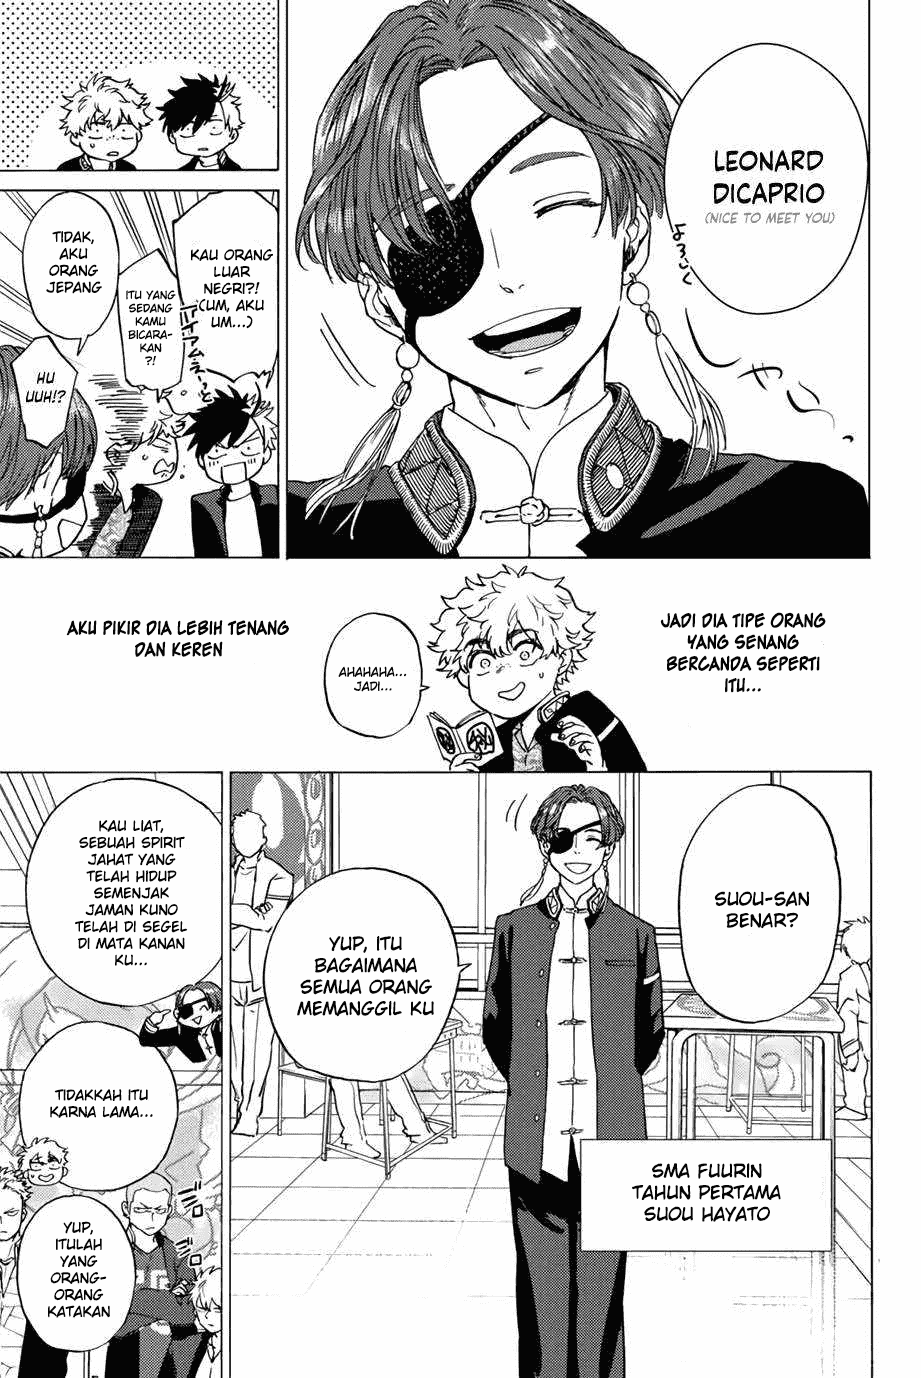 LEONARD
DICAPRIO
(NICE TO MEET YOU)
よろしく
KAU ORANG
LUAR
NEGRI?!
(UM, AKU
UM...)
ITU YANG
SEDANG
KAMU
BICARA-
KAN
?!
TIDAK,
AKU
ORANG
JEPANG
HU
UUH!?
JADI DIA TIPE ORANG
YANG SENANG
BERCANDA SEPERTI
ITU...
AHAHAHA...
JADI...
AKU PIKIR DIA LEBIH TENANG
DAN KEREN
SUOU-SAN
BENAR?
YUP, ITU
BAGAIMANA
SEMUA ORANG
MEMANGGIL KU
SMA FUURIN
TAHUN PERTAMA
SUOU HAYATO
KAU LIAT,
SEBUAH SPIRIT
JAHAT YANG
TELAH HIDUP
SEMENJAK
JAMAN KUNO
TELAH DI SEGEL
DI MATA KANAN
KU...
TIDAKKAH ITU
KARNA LAMA...
YUP,
ITULAH
YANG
ORANG-
ORANG
KATAKAN